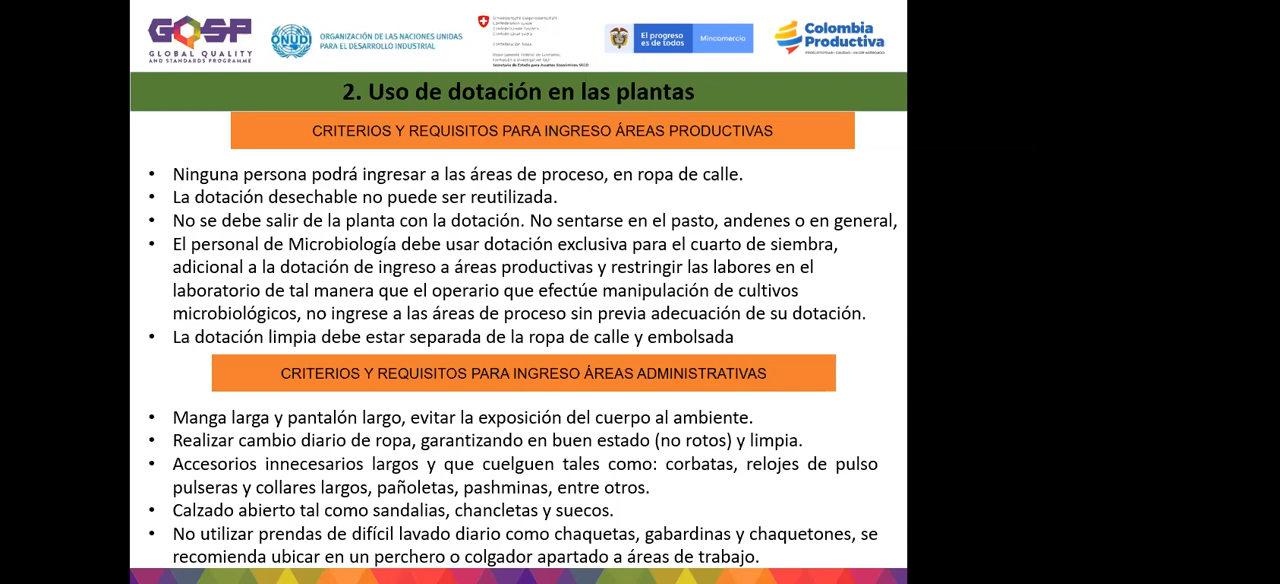 GQSP
GLOBAL QUALITY
AND STANDARDS PROGRAMME
ONUDI
ORGANIZACIÓN DE LAS NACIONES UNIDAS
PARA EL DESARROLLO INDUSTRIAL
El progreso
es de todos
Mincomercio
Colombia
Productiva
2. Uso de dotación en las plantas
CRITERIOS Y REQUISITOS PARA INGRESO ÁREAS PRODUCTIVAS
• Ninguna persona podrá ingresar a las áreas de proceso, en ropa de calle.
• La dotación desechable no puede ser reutilizada.
• No se debe salir de la planta con la dotación. No sentarse en el pasto, andenes o en general,
• El personal de Microbiología debe usar dotación exclusiva para el cuarto de siembra,
adicional a la dotación de ingreso a áreas productivas y restringir las labores en el
laboratorio de tal manera que el operario que efectúe manipulación de cultivos
microbiológicos, no ingrese a las áreas de proceso sin previa adecuación de su dotación.
• La dotación limpia debe estar separada de la ropa de calle y embolsada
CRITERIOS Y REQUISITOS PARA INGRESO ÁREAS ADMINISTRATIVAS
• Manga larga y pantalón largo, evitar la exposición del cuerpo al ambiente.
• Realizar cambio diario de ropa, garantizando en buen estado (no rotos) y limpia.
• Accesorios innecesarios largos y que cuelguen tales como: corbatas, relojes de pulso
pulseras y collares largos, pañoletas, pashminas, entre otros.
• Calzado abierto tal como sandalias, chancletas y suecos.
• No utilizar prendas de difícil lavado diario como chaquetas, gabardinas y chaquetones, se
recomienda ubicar en un perchero o colgador apartado a áreas de trabajo.